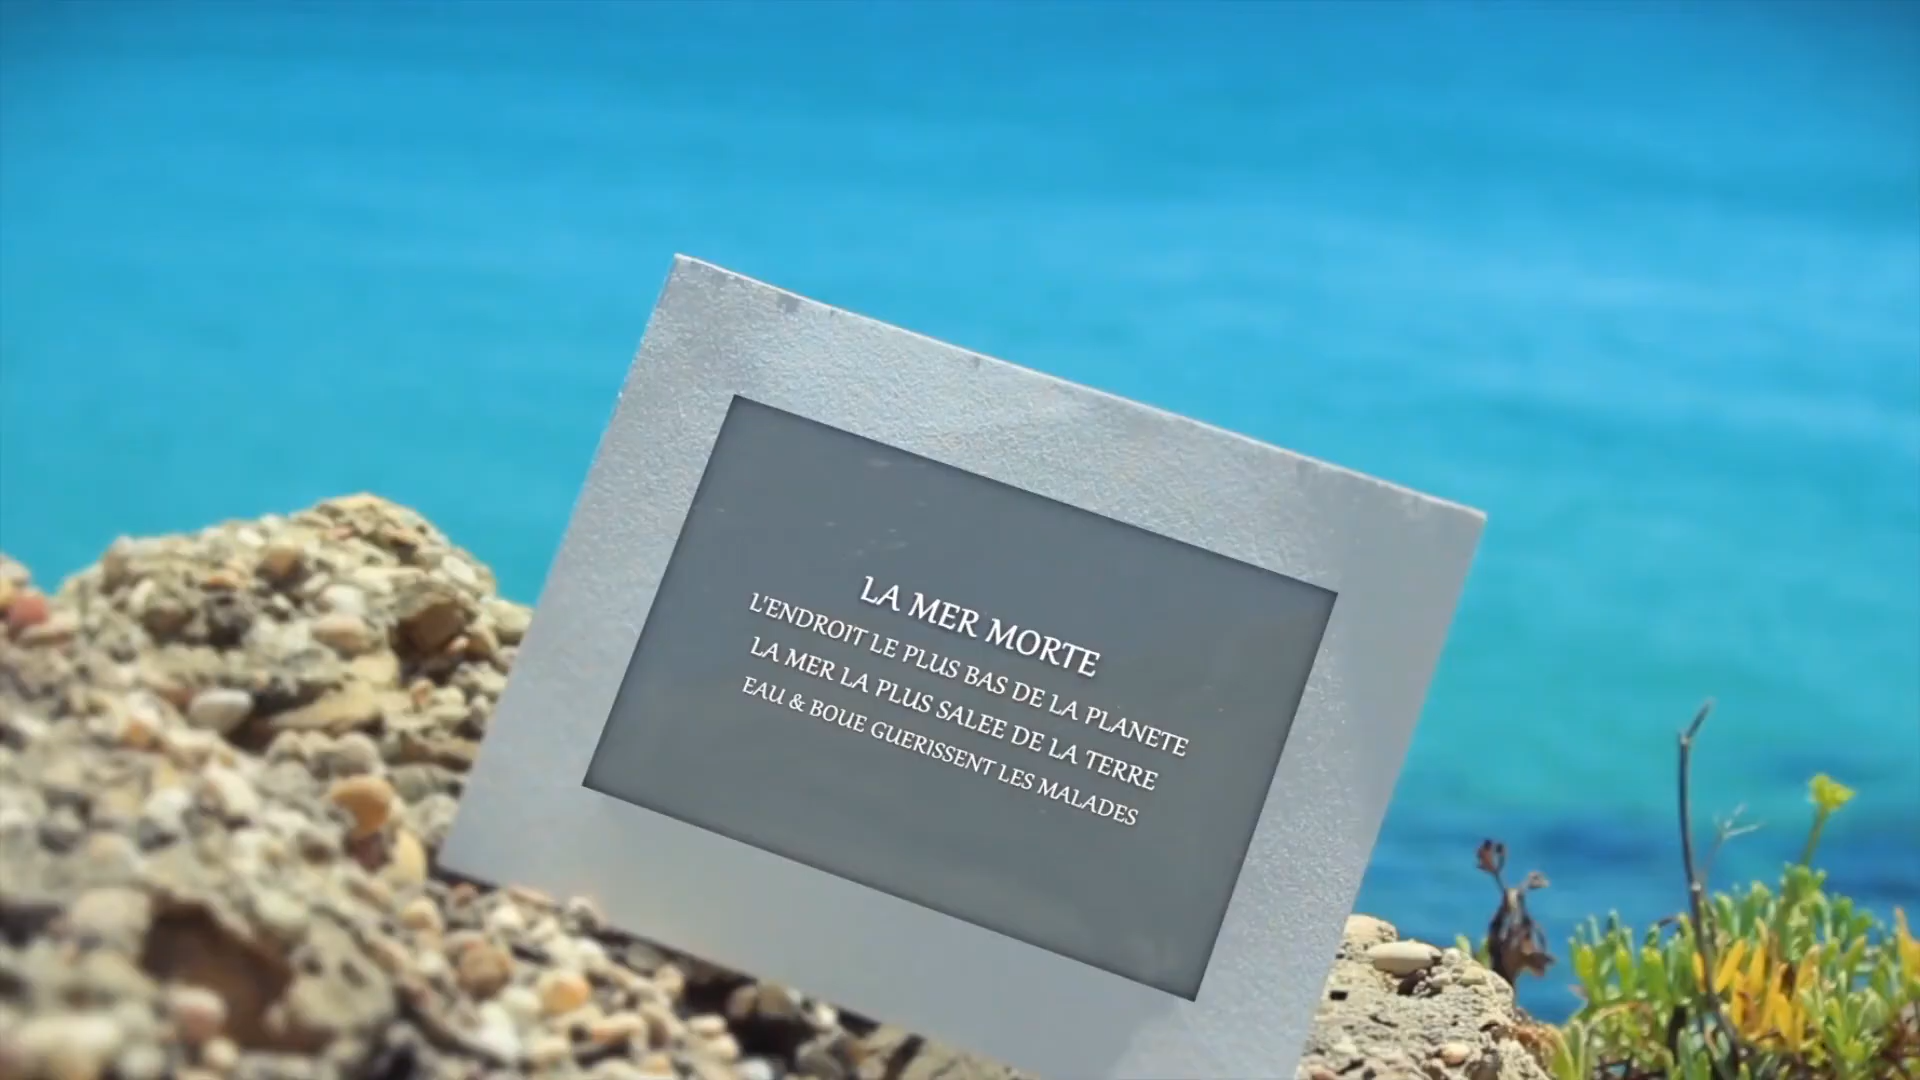 LA MER MORTE
L'ENDROIT LE PLUS BAS DE LA PLANETE
LA MER LA PLUS SALEE DE LA TERRE
EAU & BOUE GUERISSENT LES MALADES